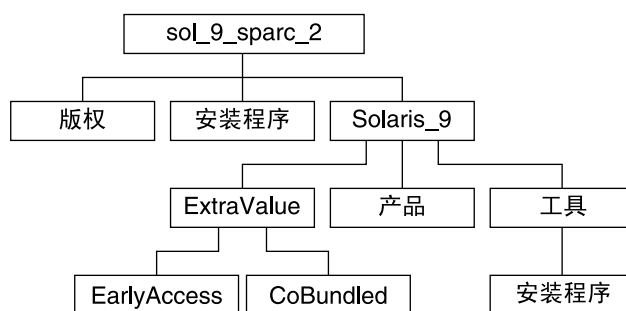 sol_9_sparc_2
版权
安装程序
Solaris_9
ExtraValue
产品
工具
EarlyAccess
CoBundled
安装程序